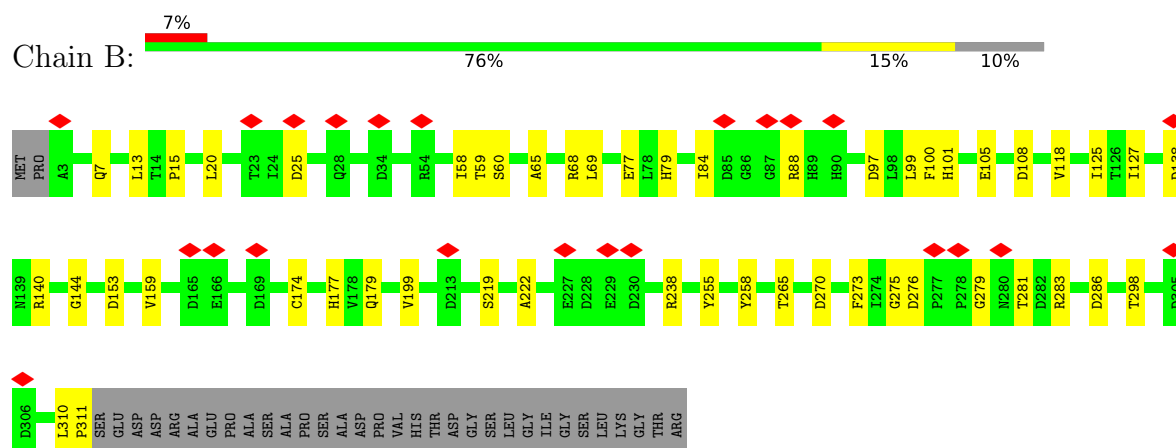 7%
Chain B:
76% 15% 10%
MET PRO A3 Q7 L13 T14 P15 L20 T23 I24 D25 Q28 D34 R54 I58 T59 S60 A65 R68 L69 E77 L78 H79 I84 D85 G86 G87 R88 H89 H90 D97 L98 L99 F100 H101 E105 D108 V118 I125 T126 I127
N139 R140 G144 D153 V159 D165 E166 D169 C174 H177 V178 Q179 V199 D213 S219 A222 E227 D228 E229 D230 R238 Y255 Y258 T265 D270 F273 I274 G275 D276 P277 P278 G279 N280 T281 D282 R283 D286 T298
D306 L310 P311 SER GLU ASP ASP ARG ALA GLU PRO ALA SER ALA PRO SER ALA ASP PRO VAL HIS THR ASP GLY SER LEU GLY ILE GLY SER LEU LYS GLY THR ARG